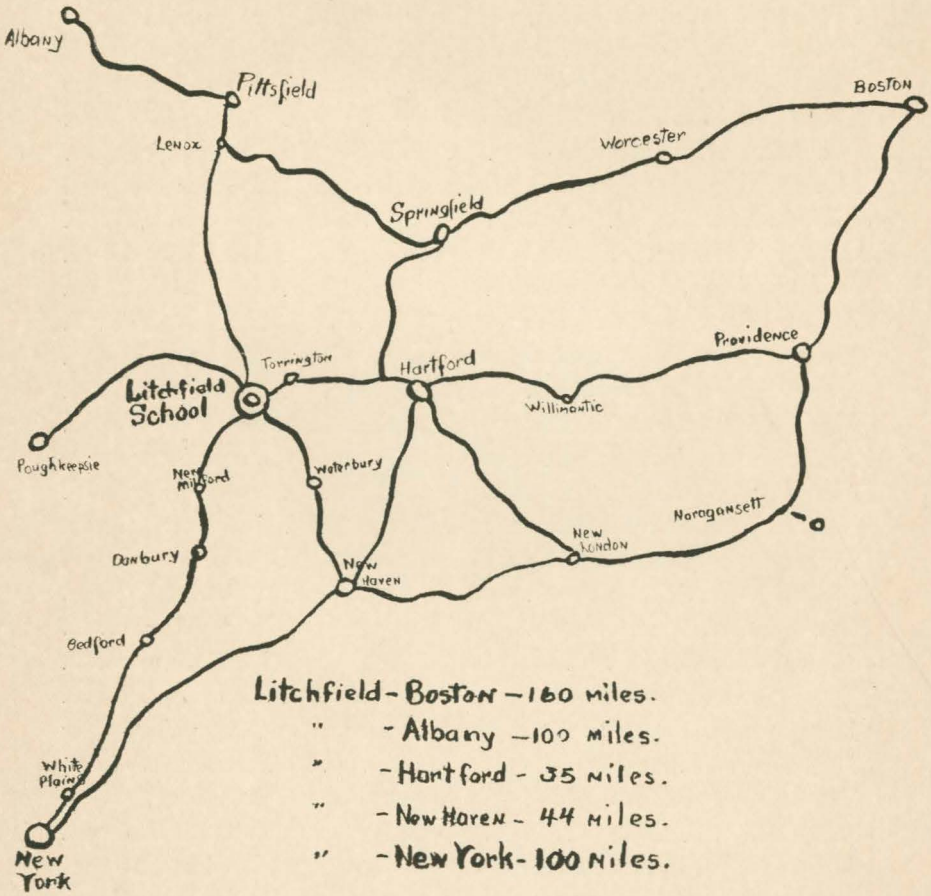 Albany
Pittsfield
BOSTON
Lenox
Worcester
Springfield
Providence
Torrington
Hartford
Litchfield
School
Willimantic
Poughkeepsie
New
Milford
Waterbury
Naragansett
Danbury
New
London
New
Haven
Bedford
Litchfield - Boston - 160 miles.
" - Albany - 100 miles.
" - Hartford - 35 miles.
" - New Haven - 44 miles.
" - New York - 100 miles.
White
Plains
New
York